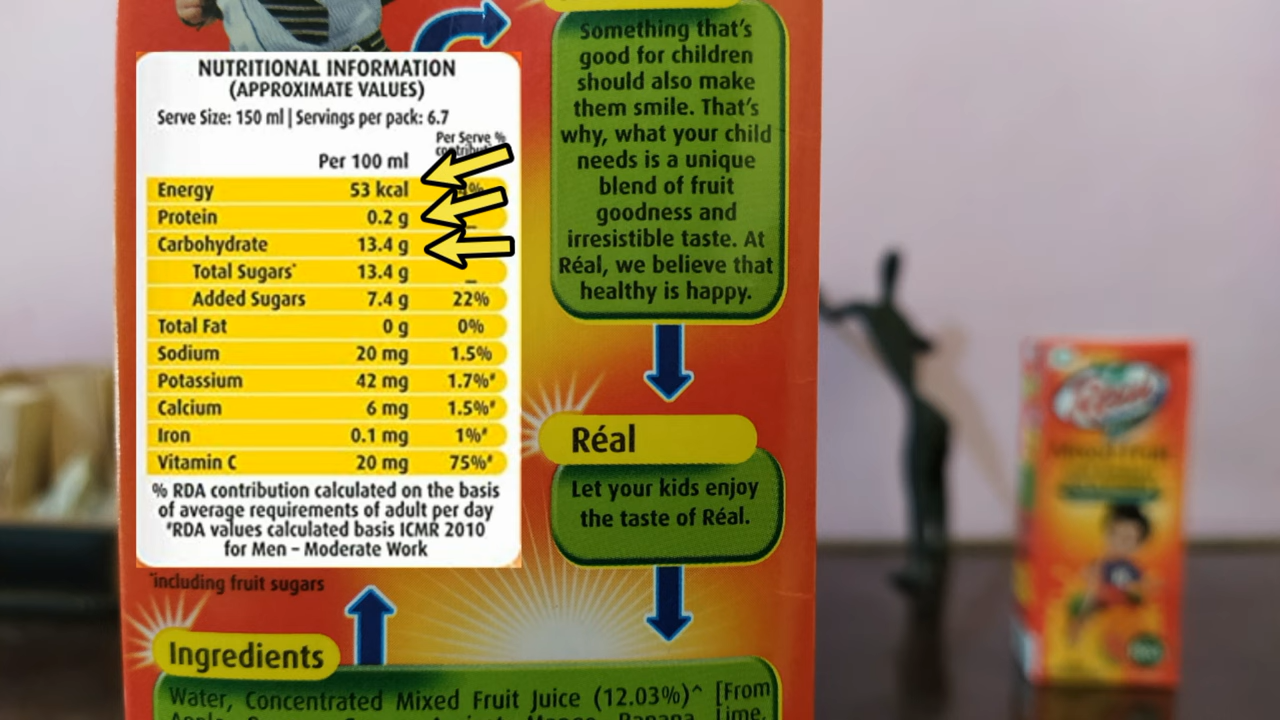 NUTRITIONAL INFORMATION
(APPROXIMATE VALUES)
Serve Size: 150 ml | Servings per pack: 6.7
Per Serve %
Per 100 ml
Energy 53 kcal
Protein 0.2 g _
Carbohydrate 13.4 g
Total Sugars* 13.4 g _
Added Sugars 7.4 g 22%
Total Fat 0 g 0%
Sodium 20 mg 1.5%
Potassium 42 mg 1.7%#
Calcium 6 mg 1.5%#
Iron 0.1 mg 1%#
Vitamin C 20 mg 75%#
% RDA contribution calculated on the basis
of average requirements of adult per day
#RDA values calculated basis ICMR 2010
for Men – Moderate Work
*including fruit sugars
Something that's
good for children
should also make
them smile. That's
why, what your child
needs is a unique
blend of fruit
goodness and
irresistible taste. At
Réal, we believe that
healthy is happy.
Réal
Let your kids enjoy
the taste of Réal.
Ingredients
Water, Concentrated Mixed Fruit Juice (12.03%)^ [From
Lime,
Réal